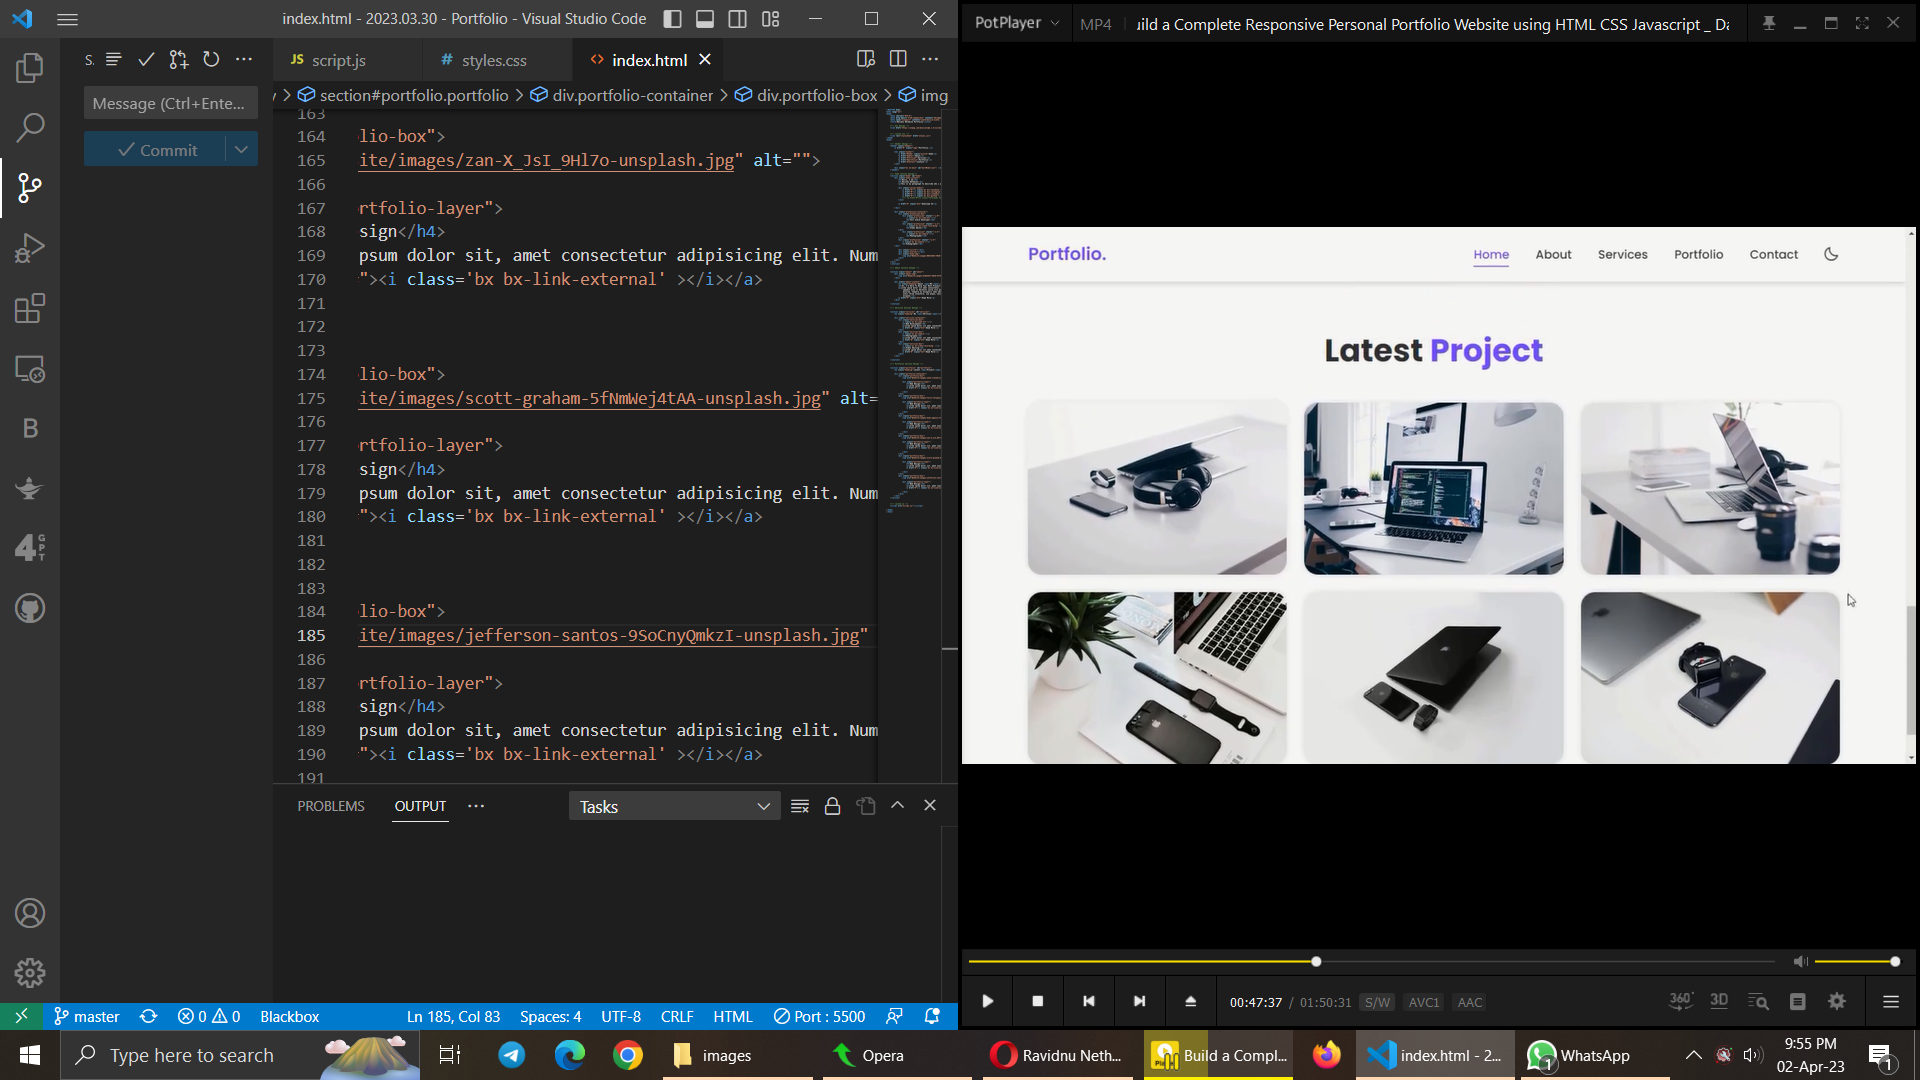 index.html - 2023.03.30 - Portfolio - Visual Studio Code
S.
Message (Ctrl+Ente...
Commit
JS script.js
# styles.css
<> index.html
section#portfolio.portfolio > div.portfolio-container > div.portfolio-box > img
163
164 lio-box">
165 ite/images/zan-X_JsI_9Hl7o-unsplash.jpg" alt="">
166
167 rtfolio-layer">
168 sign</h4>
169 psum dolor sit, amet consectetur adipisicing elit. Num
170 "><i class='bx bx-link-external' ></i></a>
171
172
173
174 lio-box">
175 ite/images/scott-graham-5fNmWej4tAA-unsplash.jpg" alt=
176
177 rtfolio-layer">
178 sign</h4>
179 psum dolor sit, amet consectetur adipisicing elit. Num
180 "><i class='bx bx-link-external' ></i></a>
181
182
183
184 lio-box">
185 ite/images/jefferson-santos-9SoCnyQmkzI-unsplash.jpg"
186
187 rtfolio-layer">
188 sign</h4>
189 psum dolor sit, amet consectetur adipisicing elit. Num
190 "><i class='bx bx-link-external' ></i></a>
191
PROBLEMS OUTPUT ... Tasks
master 0 0 Blackbox Ln 185, Col 83 Spaces: 4 UTF-8 CRLF HTML Port : 5500
PotPlayer MP4 uild a Complete Responsive Personal Portfolio Website using HTML CSS Javascript _ Da
Portfolio.
Home About Services Portfolio Contact
Latest Project
00:47:37 / 01:50:31 S/W AVC1 AAC
360° 3D
Type here to search
images
Opera
Ravidnu Neth...
Build a Compl...
index.html - 2...
1 WhatsApp
9:55 PM
02-Apr-23
1